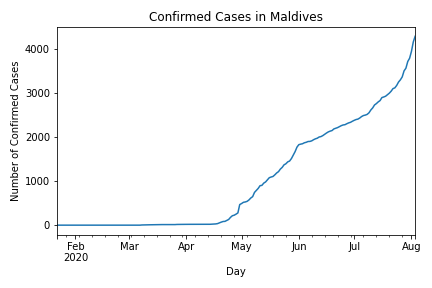 Confirmed Cases in Maldives
Number of Confirmed Cases
4000
3000
2000
1000
0
Feb Mar Apr May Jun Jul Aug
2020
Day